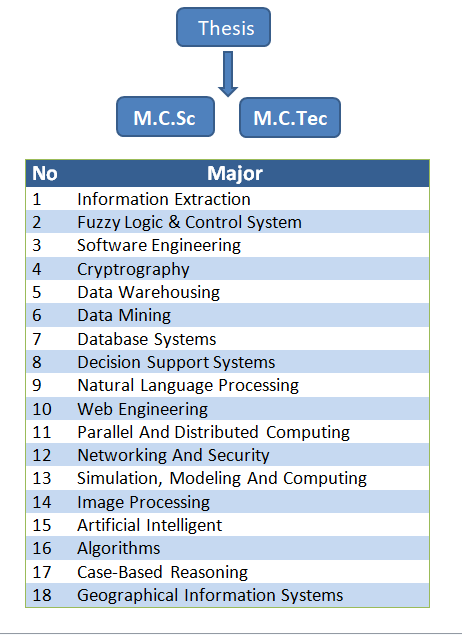 Thesis
M.C.Sc M.C.Tec
No Major
1 Information Extraction
2 Fuzzy Logic & Control System
3 Software Engineering
4 Cryptrography
5 Data Warehousing
6 Data Mining
7 Database Systems
8 Decision Support Systems
9 Natural Language Processing
10 Web Engineering
11 Parallel And Distributed Computing
12 Networking And Security
13 Simulation, Modeling And Computing
14 Image Processing
15 Artificial Intelligent
16 Algorithms
17 Case-Based Reasoning
18 Geographical Information Systems